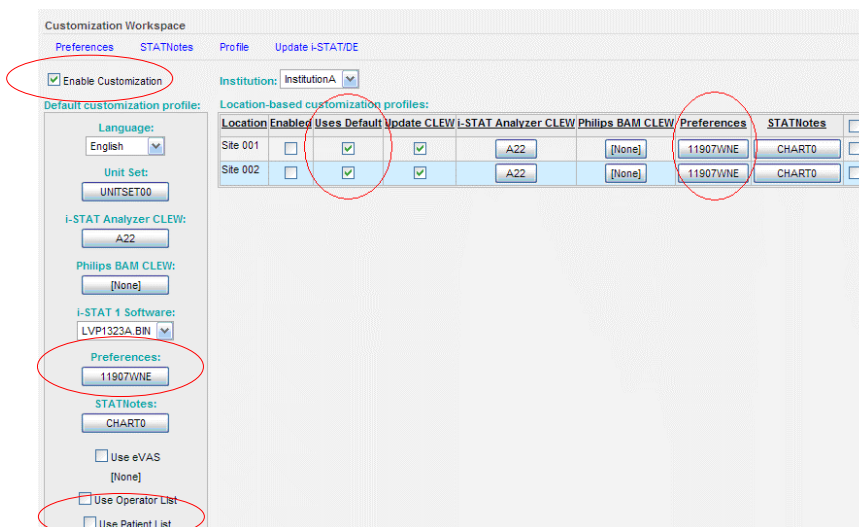 Customization Workspace
Preferences STATNotes Profile Update i-STAT/DE
Enable Customization Institution: InstitutionA
Default customization profile: Location-based customization profiles:
Location Enabled Uses Default Update CLEW i-STAT Analyzer CLEW Philips BAM CLEW Preferences STATNotes
Site 001 A22 [None] 11907WNE CHART0
Site 002 A22 [None] 11907WNE CHART0
Language:
English
Unit Set:
UNITSET00
i-STAT Analyzer CLEW:
A22
Philips BAM CLEW:
[None]
i-STAT 1 Software:
LVP1323A.BIN
Preferences:
11907WNE
STATNotes:
CHART0
Use eVAS
[None]
Use Operator List
Use Patient List